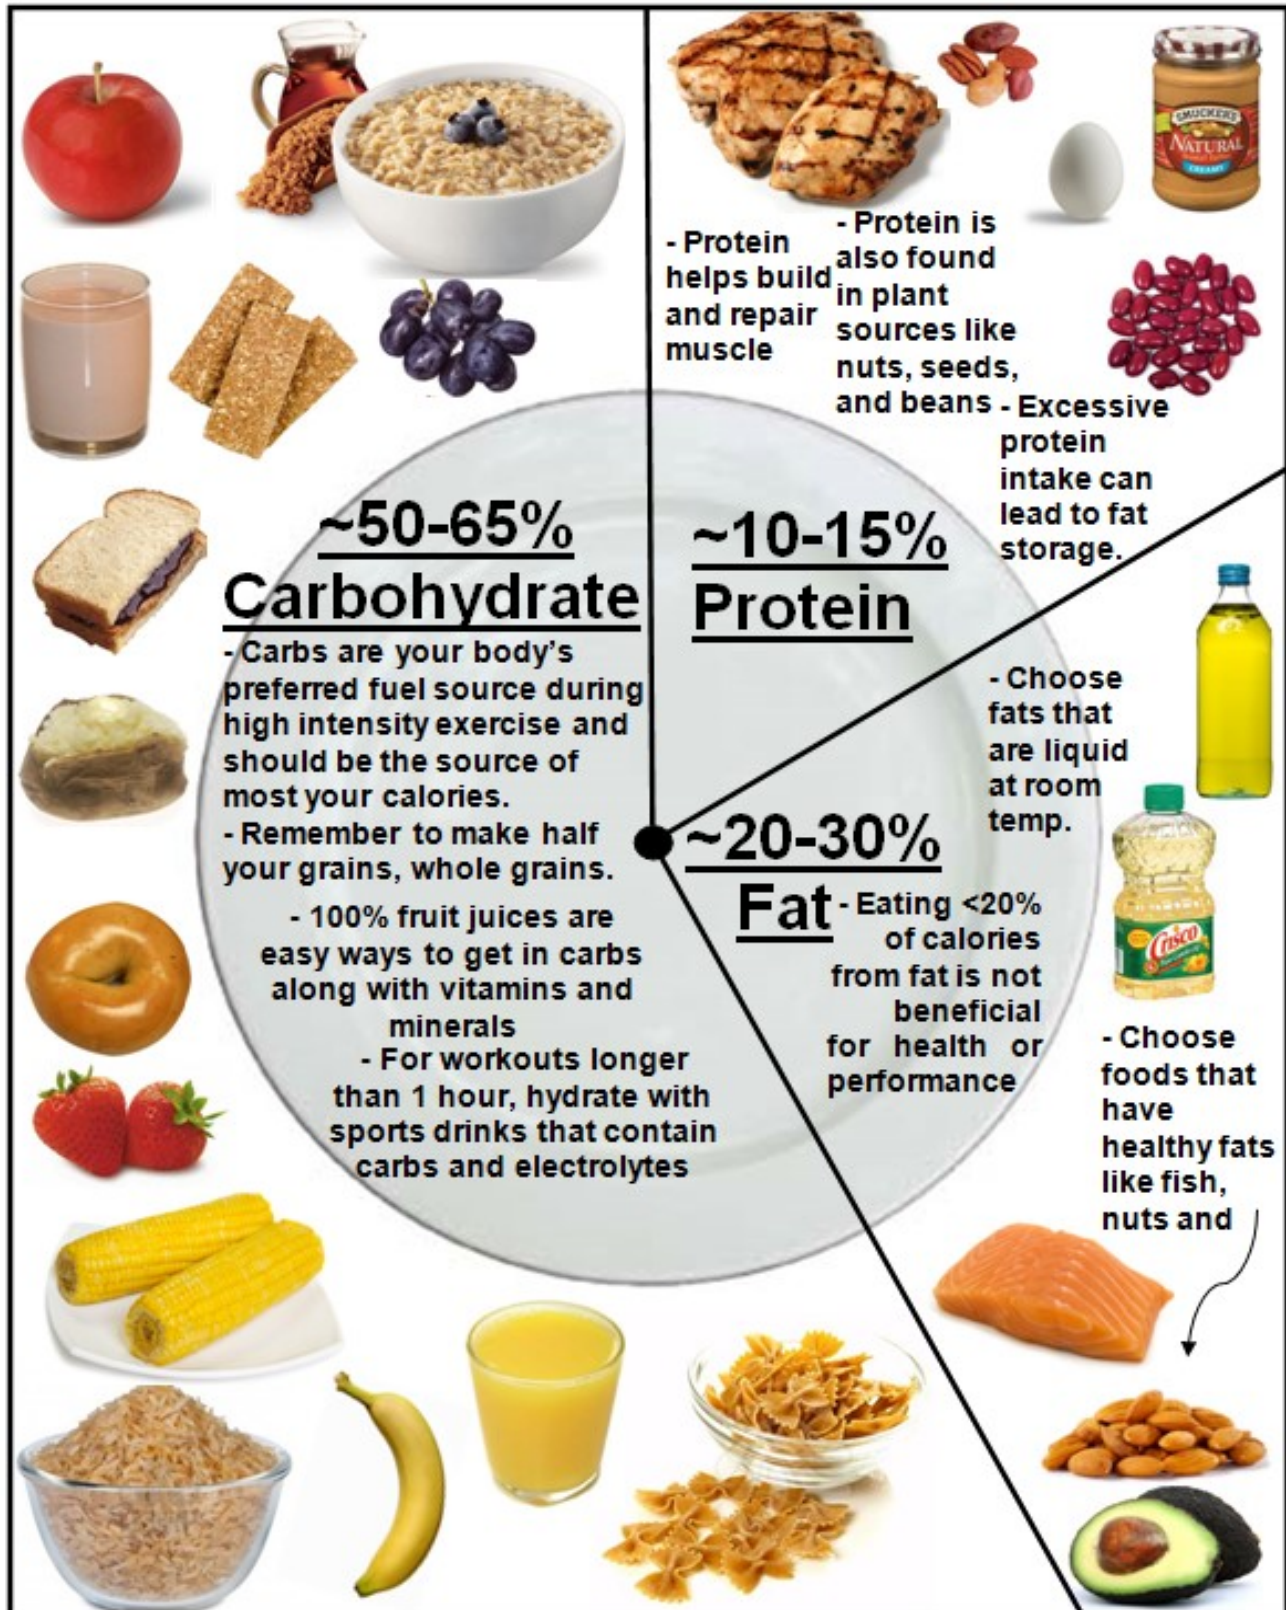 ~50-65%
Carbohydrate
- Carbs are your body's
preferred fuel source during
high intensity exercise and
should be the source of
most your calories.
- Remember to make half
your grains, whole grains.
- 100% fruit juices are
easy ways to get in carbs
along with vitamins and
minerals
- For workouts longer
than 1 hour, hydrate with
sports drinks that contain
carbs and electrolytes
SMUCKER'S
NATURAL
CREAMY
- Protein
helps build
and repair
muscle
- Protein is
also found
in plant
sources like
nuts, seeds,
and beans
- Excessive
protein
intake can
lead to fat
storage.
~10-15%
Protein
- Choose
fats that
are liquid
at room
temp.
~20-30%
Fat
- Eating <20%
of calories
from fat is not
beneficial
for health or
performance
Crisco
- Choose
foods that
have
healthy fats
like fish,
nuts and